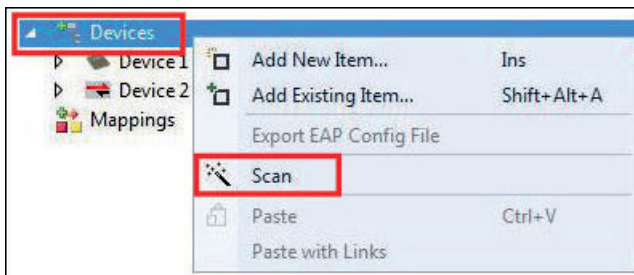 Devices
Device 1
Device 2
Mappings
Add New Item... Ins
Add Existing Item... Shift+Alt+A
Export EAP Config File
Scan
Paste Ctrl+V
Paste with Links